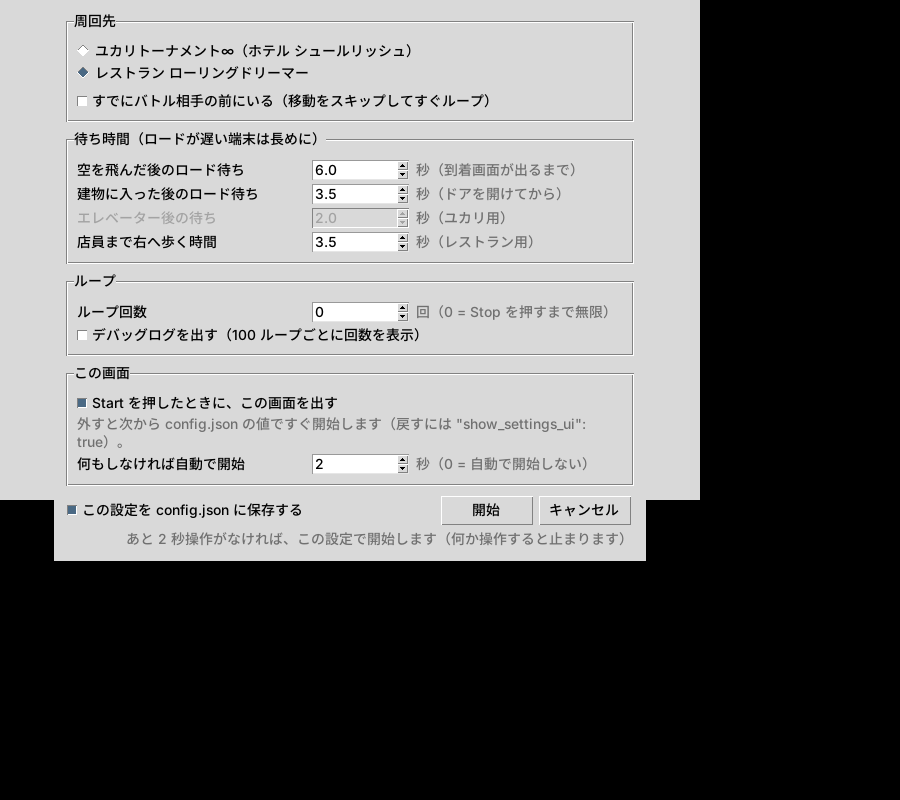 周回先
ユカリトーナメント∞（ホテル シュールリッシュ）
レストラン ローリングドリーマー
すでにバトル相手の前にいる（移動をスキップしてすぐループ）
待ち時間（ロードが遅い端末は長めに）
空を飛んだ後のロード待ち 6.0 秒（到着画面が出るまで）
建物に入った後のロード待ち 3.5 秒（ドアを開けてから）
エレベーター後の待ち 2.0 秒（ユカリ用）
店員まで右へ歩く時間 3.5 秒（レストラン用）
ループ
ループ回数 0 回（0 = Stop を押すまで無限）
デバッグログを出す（100 ループごとに回数を表示）
この画面
Start を押したときに、この画面を出す
外すと次から config.json の値ですぐ開始します（戻すには "show_settings_ui":
true）。
何もしなければ自動で開始 2 秒（0 = 自動で開始しない）
この設定を config.json に保存する 開始 キャンセル
あと 2 秒操作がなければ、この設定で開始します（何か操作すると止まります）